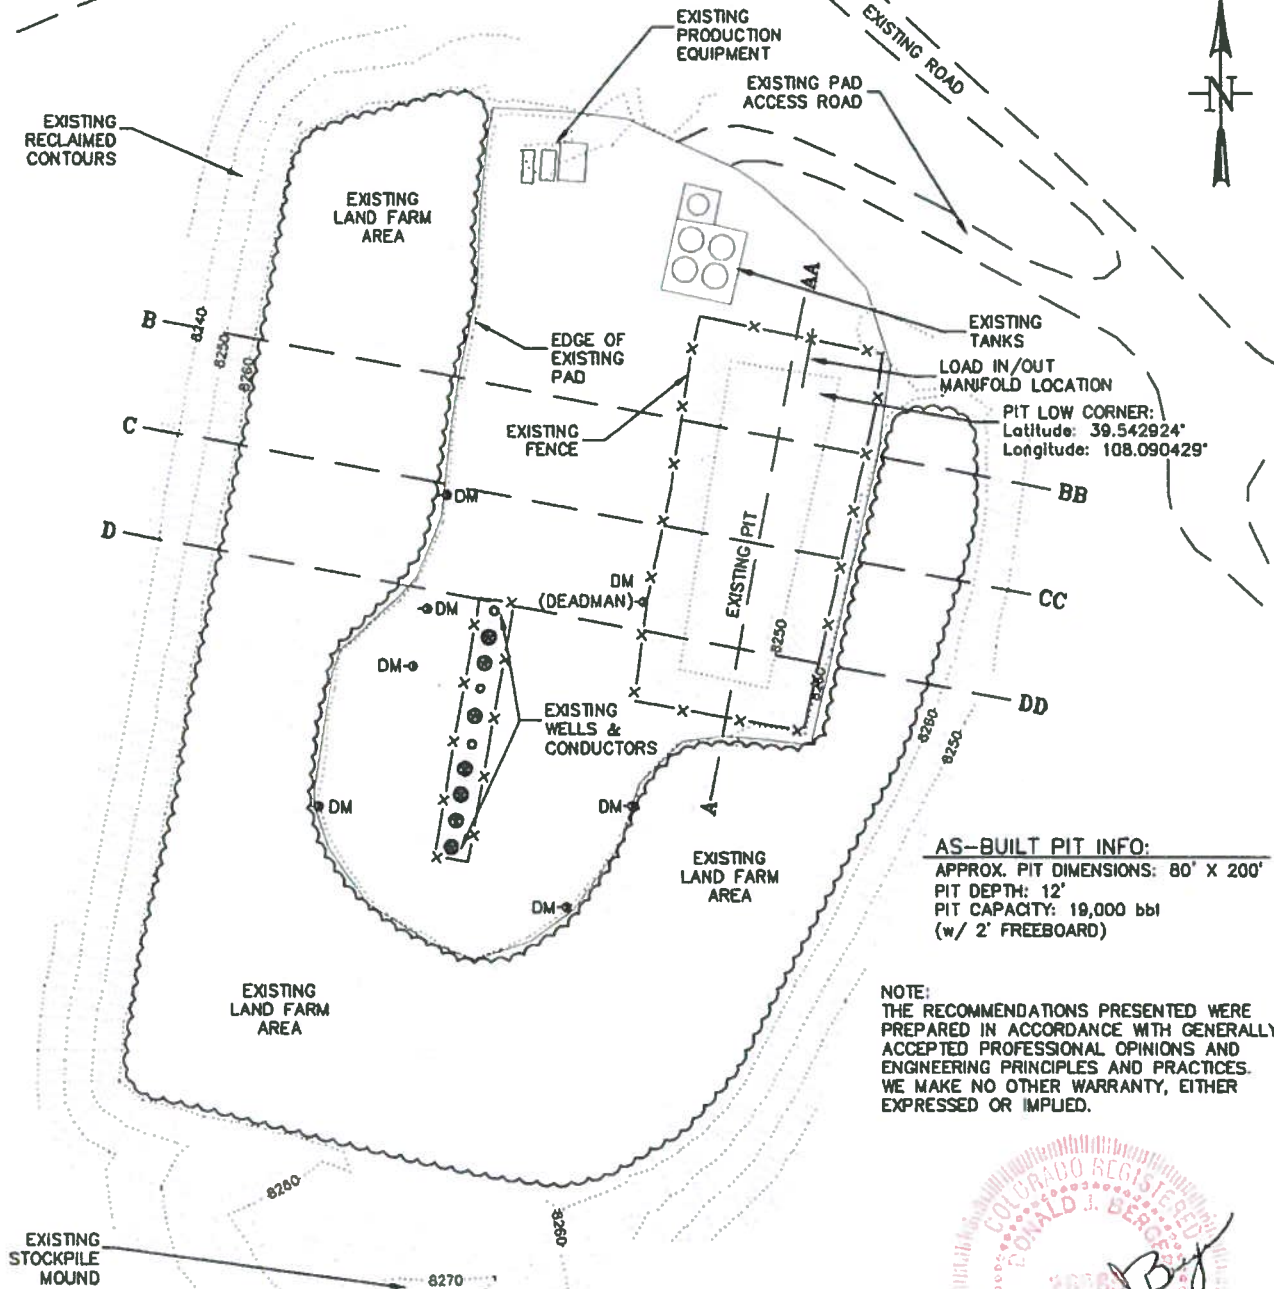 EXISTING
PRODUCTION
EQUIPMENT
EXISTING ROAD
EXISTING PAD
ACCESS ROAD
N
EXISTING
RECLAIMED
CONTOURS
EXISTING
LAND FARM
AREA
AA
8240
8250
8260
B
EDGE OF
EXISTING
PAD
EXISTING
TANKS
LOAD IN/OUT
MANIFOLD LOCATION
PIT LOW CORNER:
Latitude: 39.542924°
Longitude: 108.090429°
C
EXISTING
FENCE
BB
DM
D
EXISTING PIT
DM
(DEADMAN)
CC
DM
8250
DM
8260
DD
EXISTING
WELLS &
CONDUCTORS
8260
8250
DM
DM
A
EXISTING
LAND FARM
AREA
AS-BUILT PIT INFO:
APPROX. PIT DIMENSIONS: 80' X 200'
PIT DEPTH: 12'
PIT CAPACITY: 19,000 bbl
(w/ 2' FREEBOARD)
DM
EXISTING
LAND FARM
AREA
NOTE:
THE RECOMMENDATIONS PRESENTED WERE
PREPARED IN ACCORDANCE WITH GENERALLY
ACCEPTED PROFESSIONAL OPINIONS AND
ENGINEERING PRINCIPLES AND PRACTICES.
WE MAKE NO OTHER WARRANTY, EITHER
EXPRESSED OR IMPLIED.
COLORADO REGISTERED
DONALD J.
8260
EXISTING
STOCKPILE
MOUND
8270